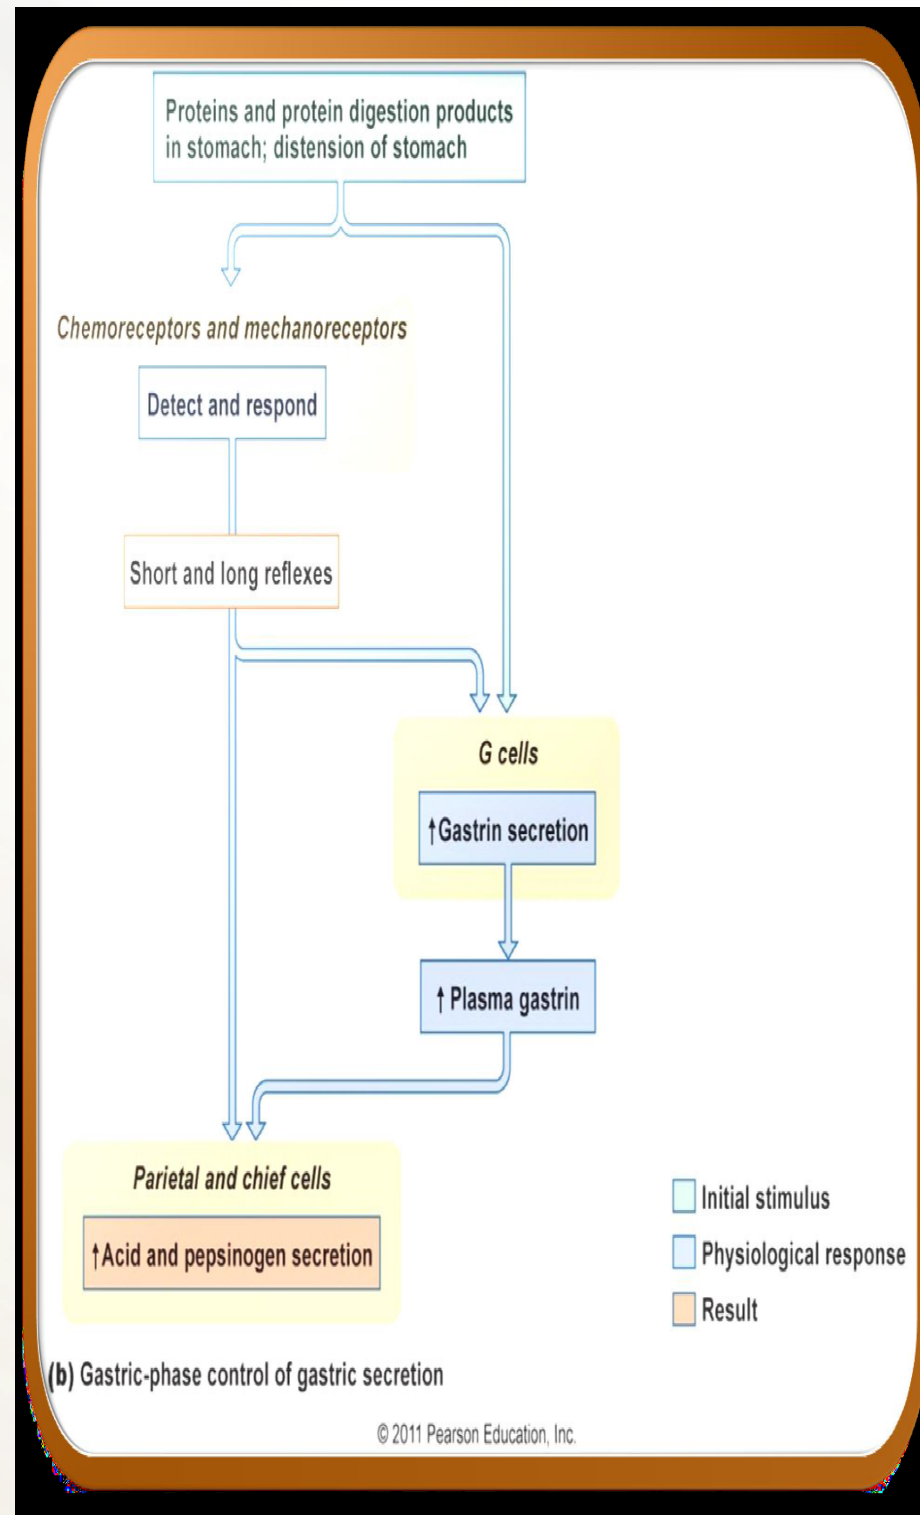 Proteins and protein digestion products
in stomach; distension of stomach
Chemoreceptors and mechanoreceptors
Detect and respond
Short and long reflexes
G cells
↑Gastrin secretion
↑ Plasma gastrin
Parietal and chief cells
↑Acid and pepsinogen secretion
Initial stimulus
Physiological response
Result
(b) Gastric-phase control of gastric secretion
© 2011 Pearson Education, Inc.